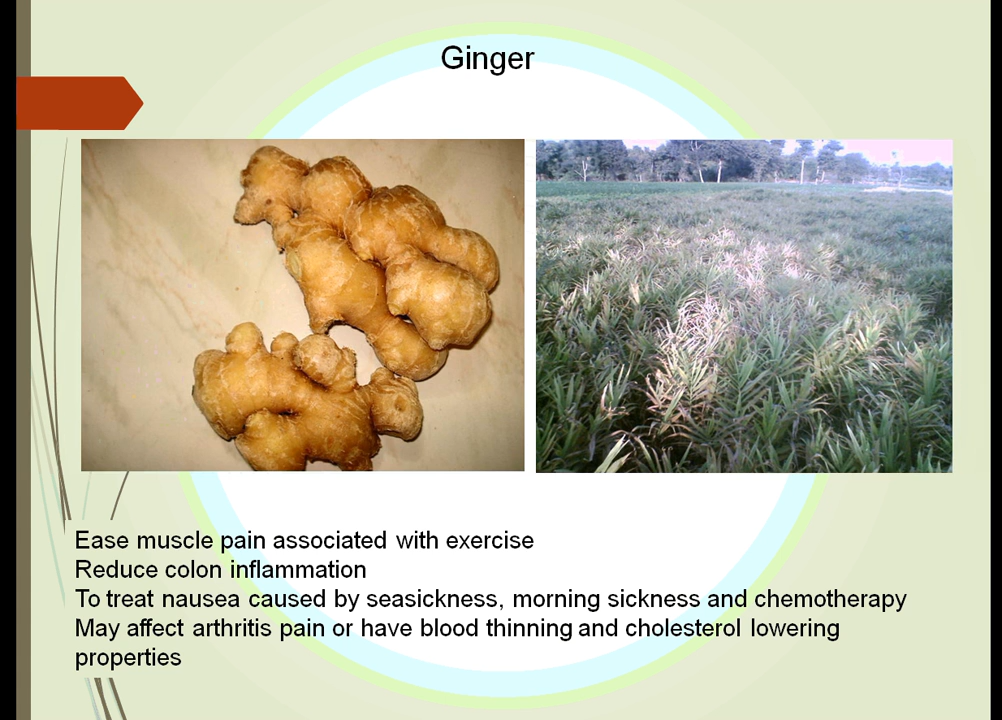 Ginger
Ease muscle pain associated with exercise
Reduce colon inflammation
To treat nausea caused by seasickness, morning sickness and chemotherapy
May affect arthritis pain or have blood thinning and cholesterol lowering
properties